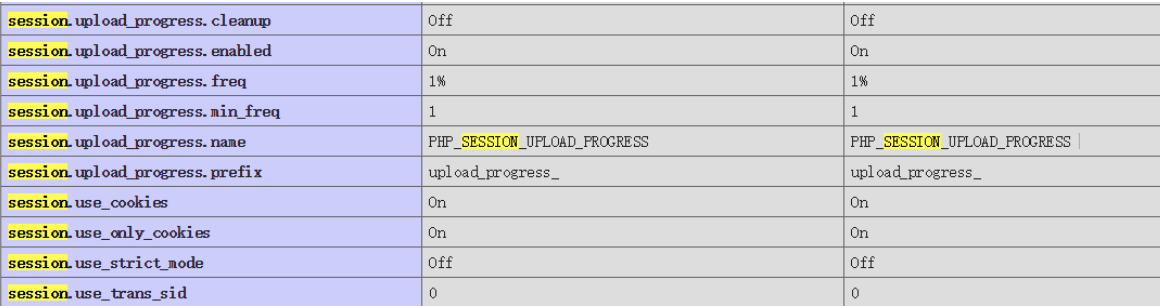 session.upload_progress.cleanup Off Off
session.upload_progress.enabled On On
session.upload_progress.freq 1% 1%
session.upload_progress.min_freq 1 1
session.upload_progress.name PHP_SESSION_UPLOAD_PROGRESS PHP_SESSION_UPLOAD_PROGRESS
session.upload_progress.prefix upload_progress_ upload_progress_
session.use_cookies On On
session.use_only_cookies On On
session.use_strict_mode Off Off
session.use_trans_sid 0 0